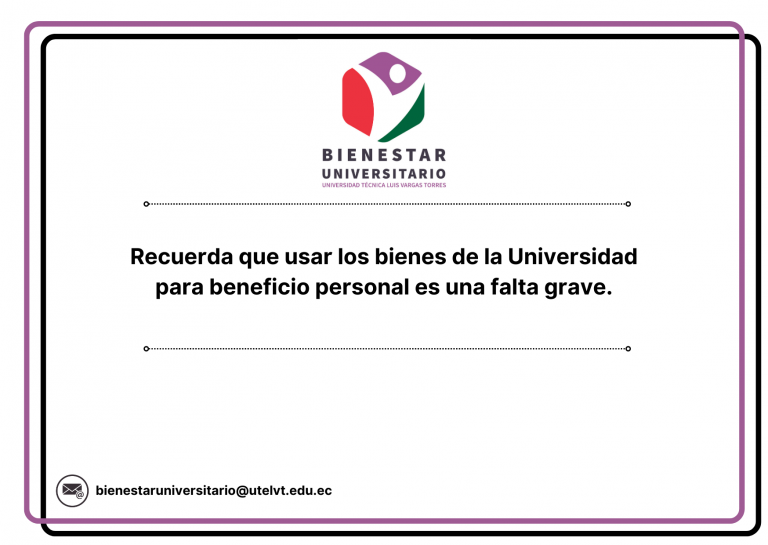 BIENESTAR
UNIVERSITARIO
UNIVERSIDAD TÉCNICA LUIS VARGAS TORRES
Recuerda que usar los bienes de la Universidad
para beneficio personal es una falta grave.
@
bienestaruniversitario@utelvt.edu.ec